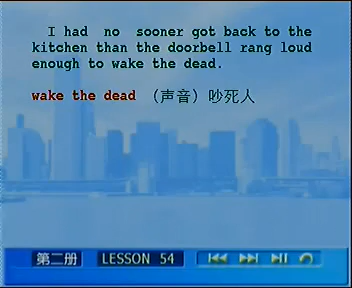 I had no sooner got back to the
kitchen than the doorbell rang loud
enough to wake the dead.
wake the dead （声音）吵死人
第二册 LESSON 54